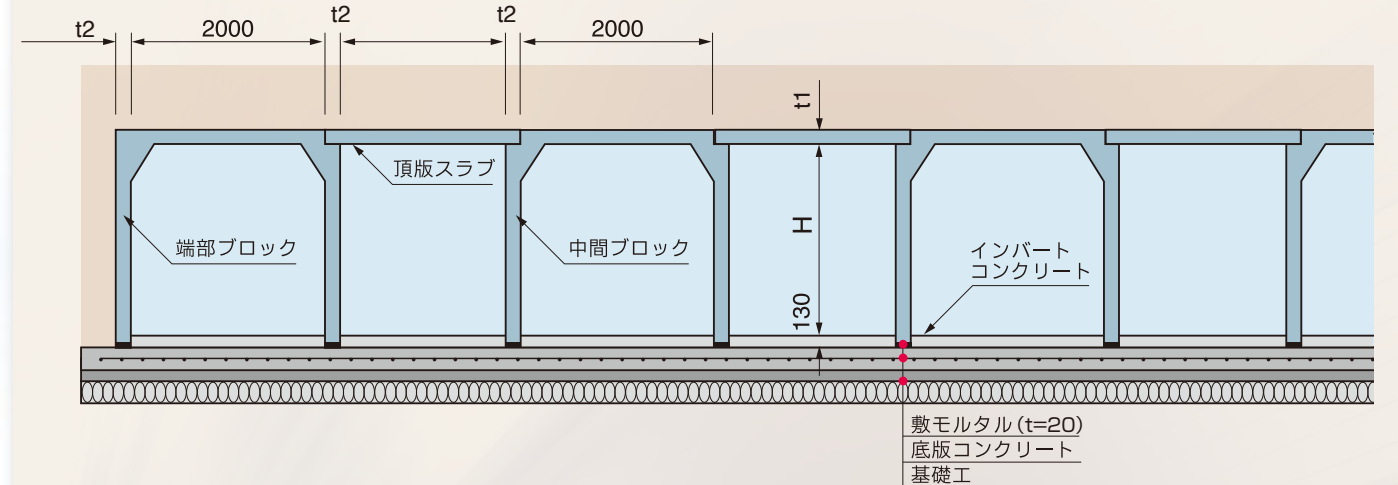 t2
2000
t2
t2
2000
t1
頂版スラブ
H
端部ブロック
中間ブロック
インバート
コンクリート
130
敷モルタル(t=20)
底版コンクリート
基礎工